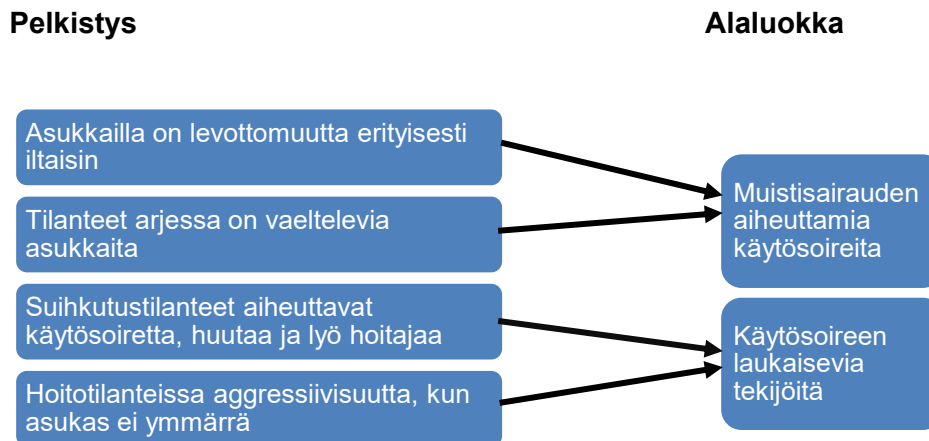 Pelkistys
Alaluokka
Asukkailla on levottomuutta erityisesti
iltaisin
Tilanteet arjessa on vaeltelevia
asukkaita
Suihkutustilanteet aiheuttavat
käytösoiretta, huutaa ja lyö hoitajaa
Hoitotilanteissa aggressiivisuutta, kun
asukas ei ymmärrä
Muistisairauden
aiheuttamia
käytösoireita
Käytösoireen
laukaisevia
tekijöitä